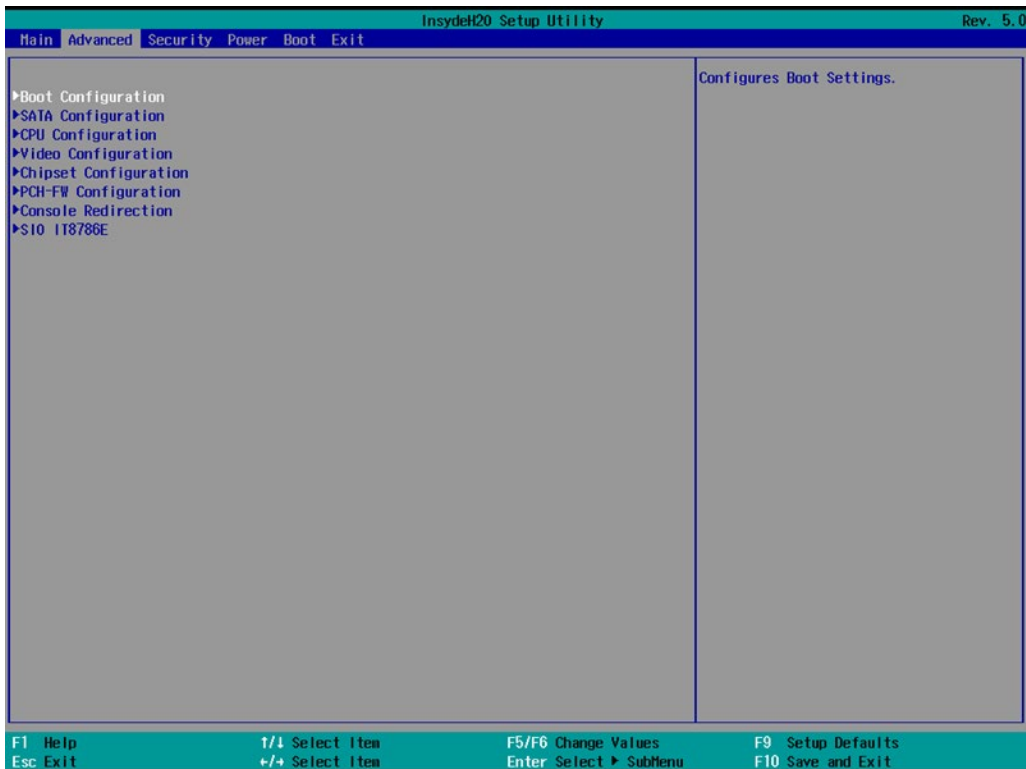 InsydeH20 Setup Utility Rev. 5.0
Main Advanced Security Power Boot Exit
Configures Boot Settings.
▶Boot Configuration
▶SATA Configuration
▶CPU Configuration
▶Video Configuration
▶Chipset Configuration
▶PCH-FW Configuration
▶Console Redirection
▶SIO IT8786E
F1 Help ↑/↓ Select Item F5/F6 Change Values F9 Setup Defaults
Esc Exit ←/→ Select Item Enter Select ▶ SubMenu F10 Save and Exit